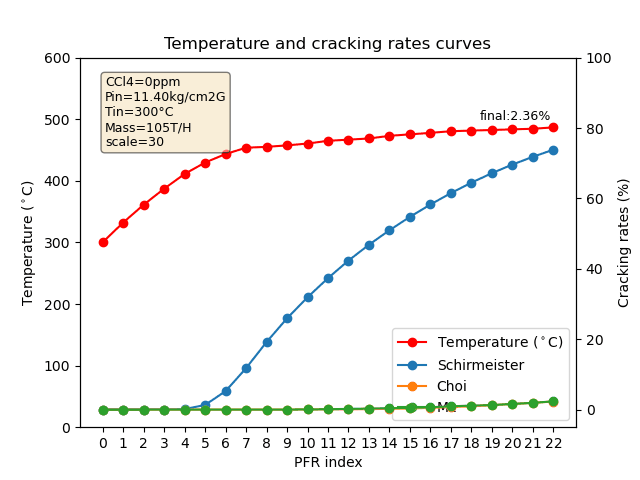 Temperature and cracking rates curves
CCl4=0ppm
Pin=11.40kg/cm2G
Tin=300°C
Mass=105T/H
scale=30
final:2.36%
600
500
400
300
200
100
0
Temperature (°C)
100
80
60
40
20
0
Cracking rates (%)
Temperature (°C)
Schirmeister
Choi
0 1 2 3 4 5 6 7 8 9 10 11 12 13 14 15 16 17 18 19 20 21 22
PFR index